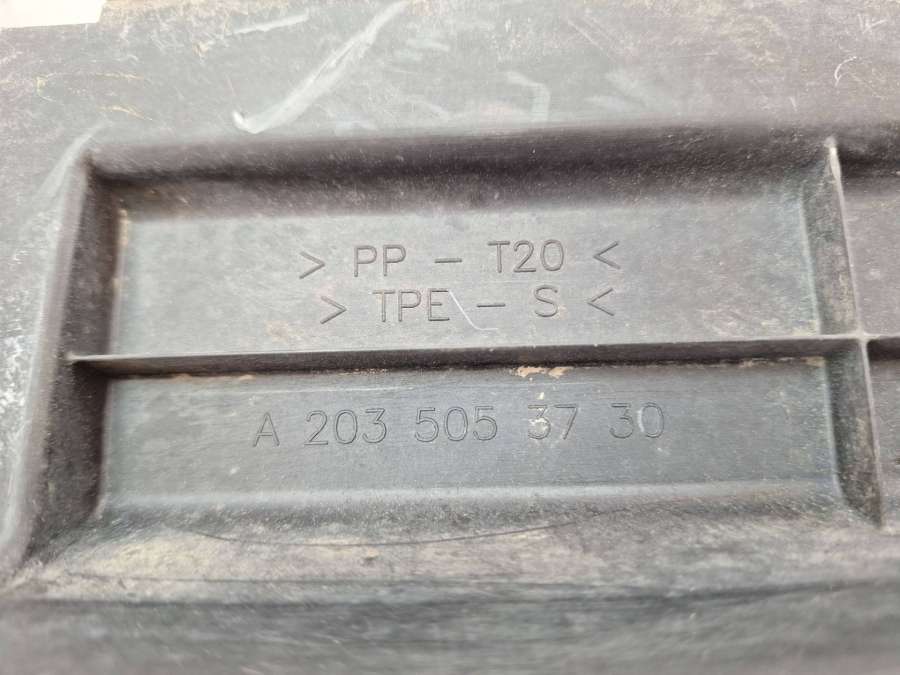 > PP - T20 <
> TPE - S <
A 203 505 37 30